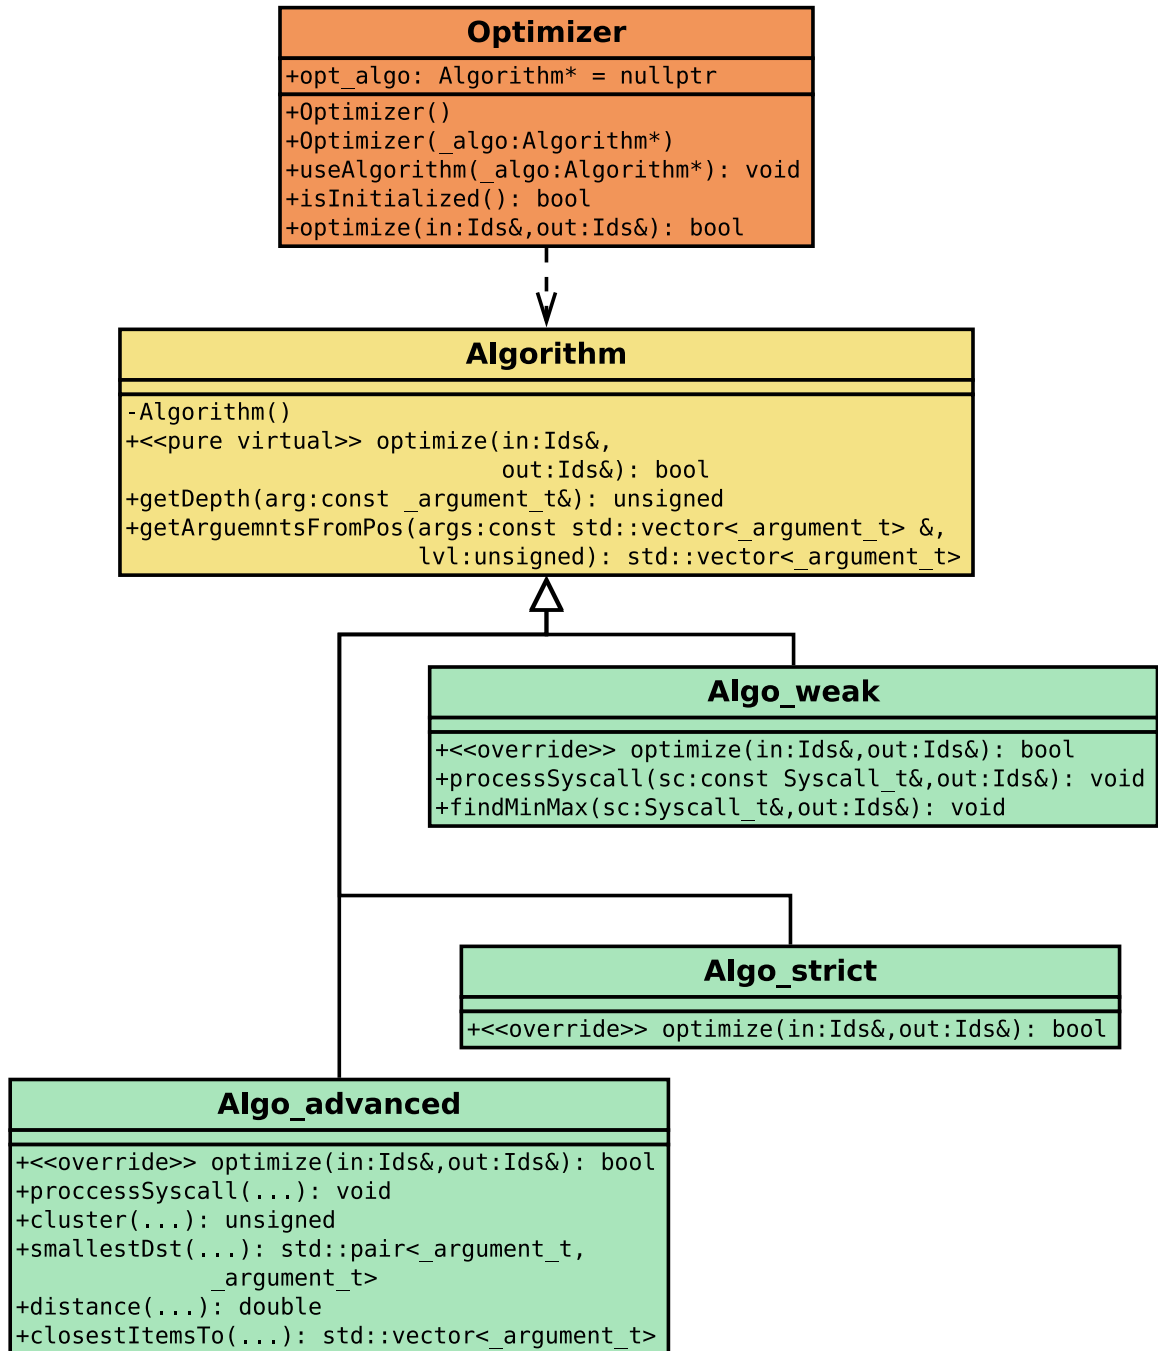 Optimizer
+opt_algo: Algorithm* = nullptr
+Optimizer()
+Optimizer(_algo:Algorithm*)
+useAlgorithm(_algo:Algorithm*): void
+isInitialized(): bool
+optimize(in:Ids&,out:Ids&): bool
Algorithm
-Algorithm()
+<<pure virtual>> optimize(in:Ids&,
out:Ids&): bool
+getDepth(arg:const _argument_t&): unsigned
+getArguemntsFromPos(args:const std::vector<_argument_t> &,
lvl:unsigned): std::vector<_argument_t>
Algo_weak
+<<override>> optimize(in:Ids&,out:Ids&): bool
+processSyscall(sc:const Syscall_t&,out:Ids&): void
+findMinMax(sc:Syscall_t&,out:Ids&): void
Algo_strict
+<<override>> optimize(in:Ids&,out:Ids&): bool
Algo_advanced
+<<override>> optimize(in:Ids&,out:Ids&): bool
+proccessSyscall(...): void
+cluster(...): unsigned
+smallestDst(...): std::pair<_argument_t,
_argument_t>
+distance(...): double
+closestItemsTo(...): std::vector<_argument_t>